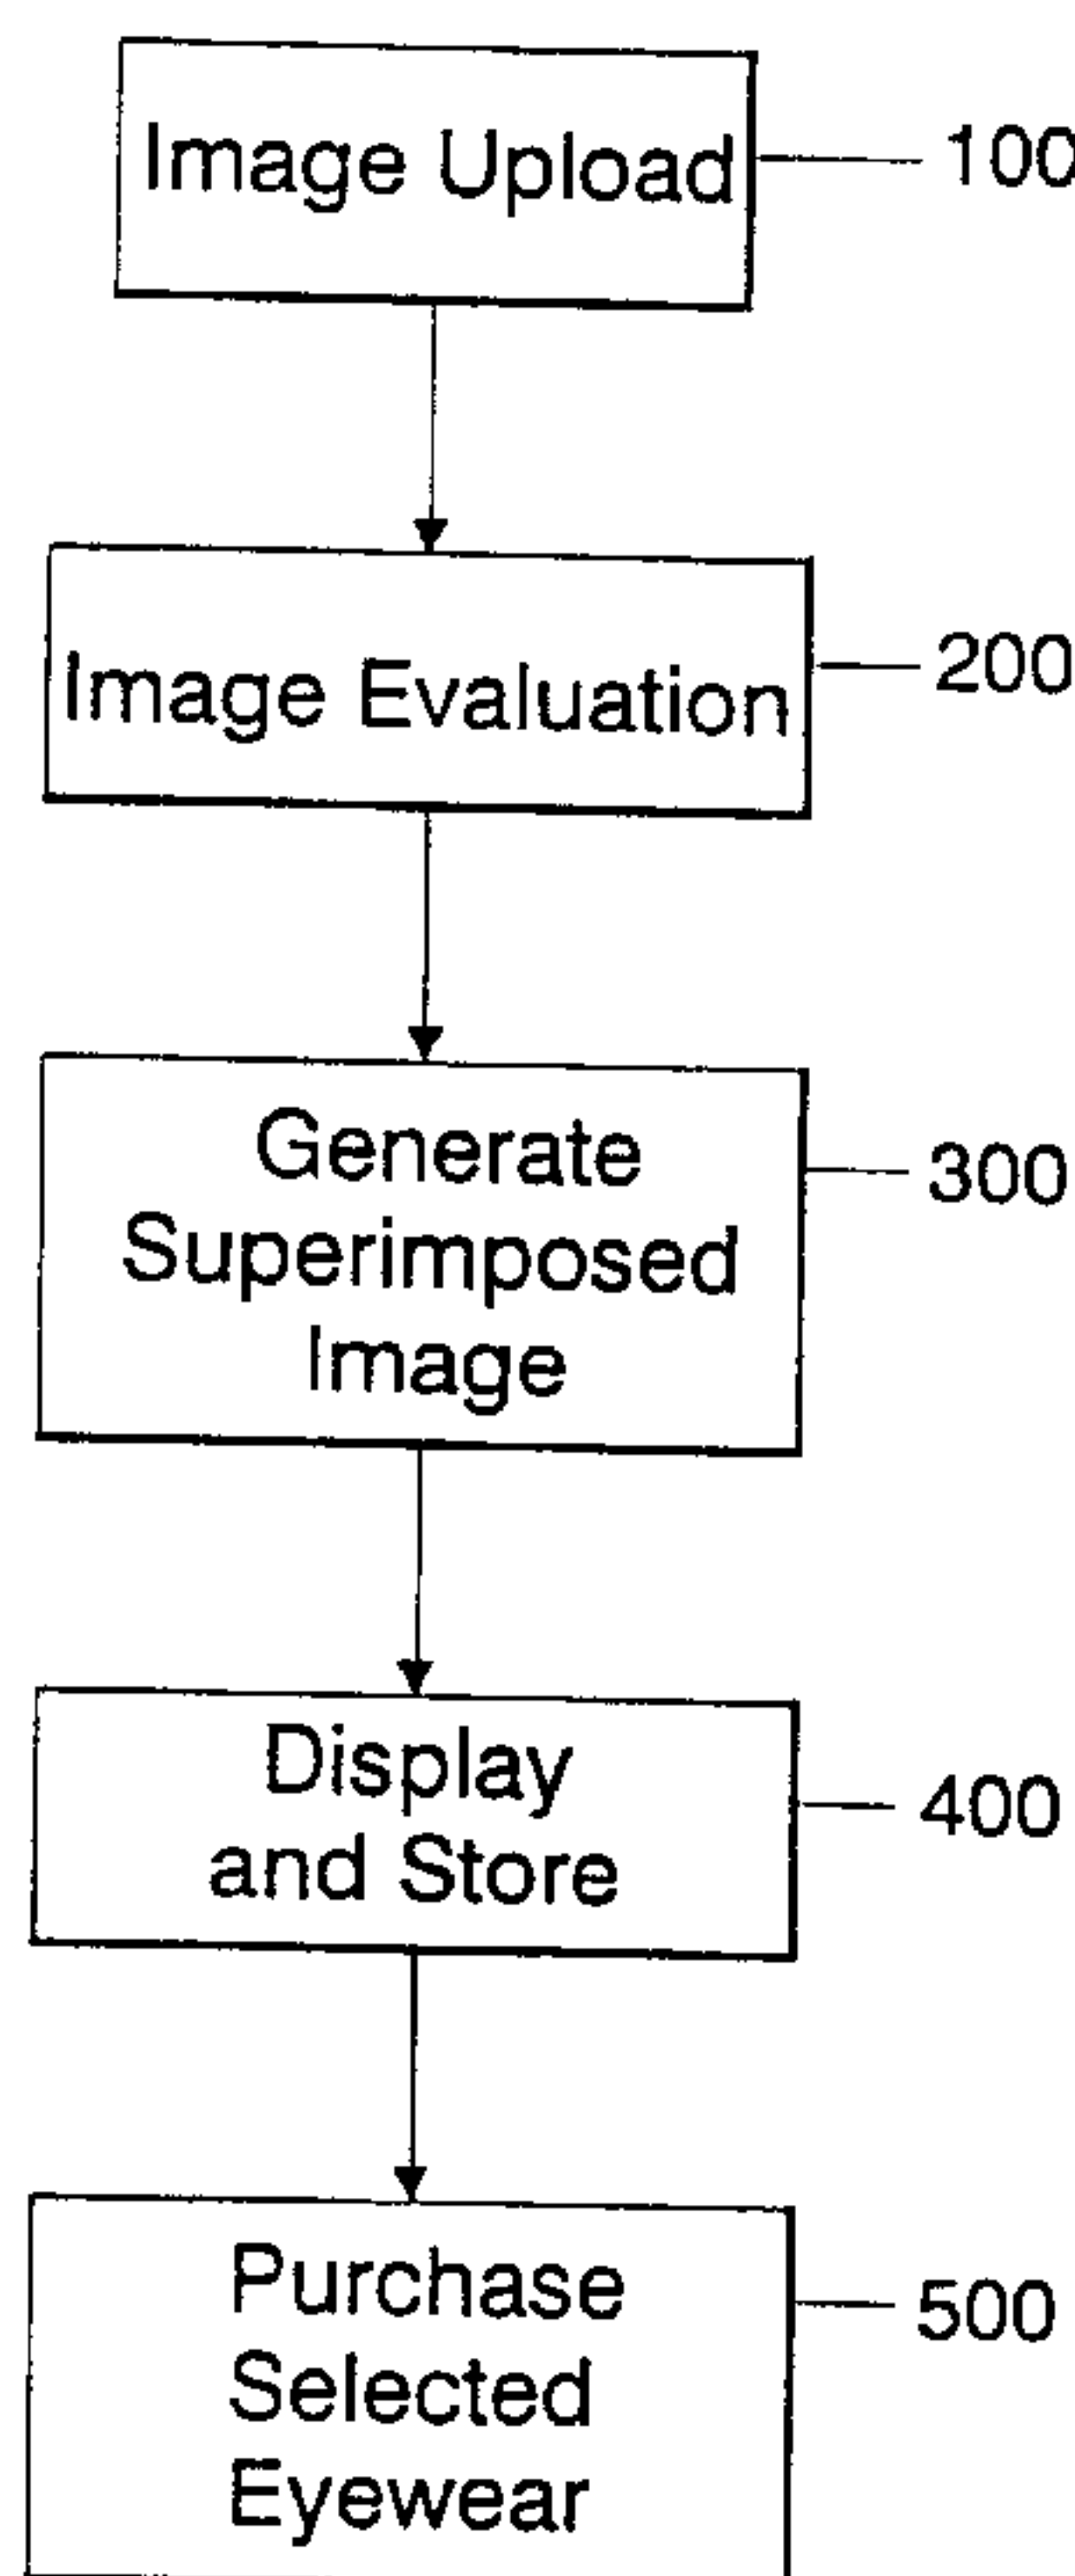 Image Upload
100
Image Evaluation
200
Generate
Superimposed
Image
300
Display
and Store
400
Purchase
Selected
Eyewear
500